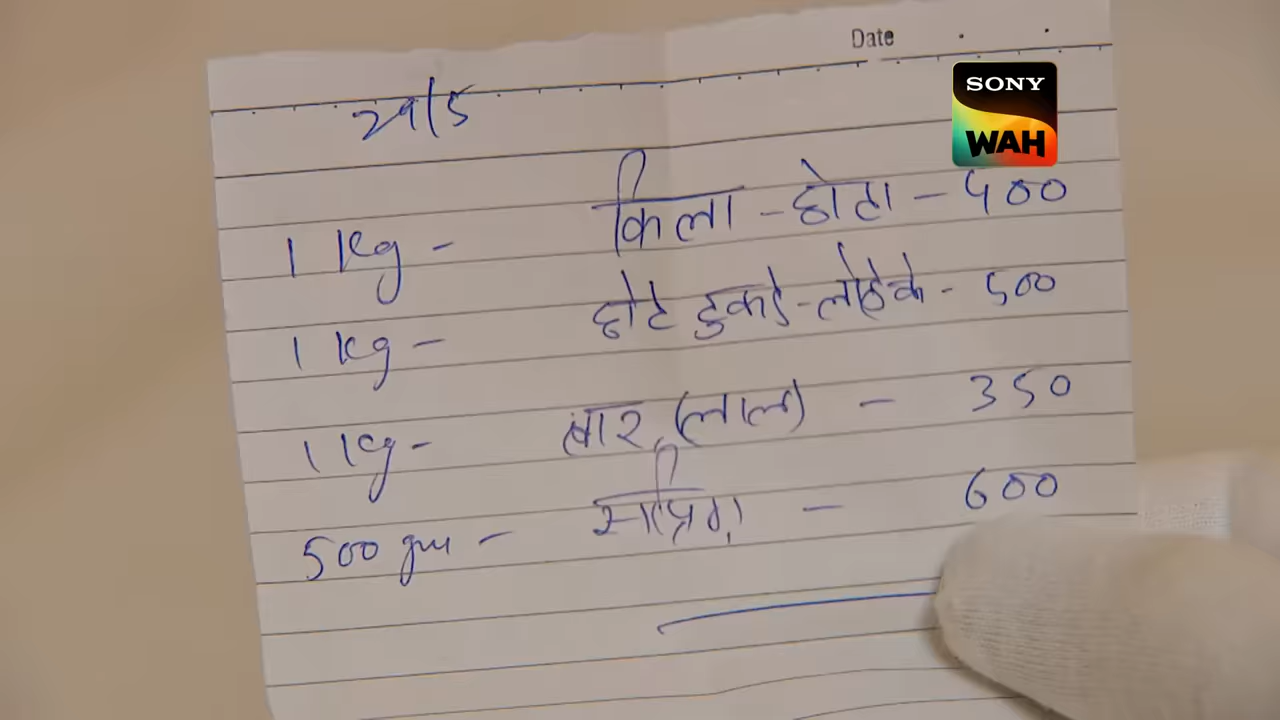 Date
SONY
WAH
29/5
1 Kg - किला - छोटा - 400
1 Kg - छोटे टुकडे - लोहेके - 500
1 Kg - तार (लाल) - 350
500 gm - स्प्रिंग - 600